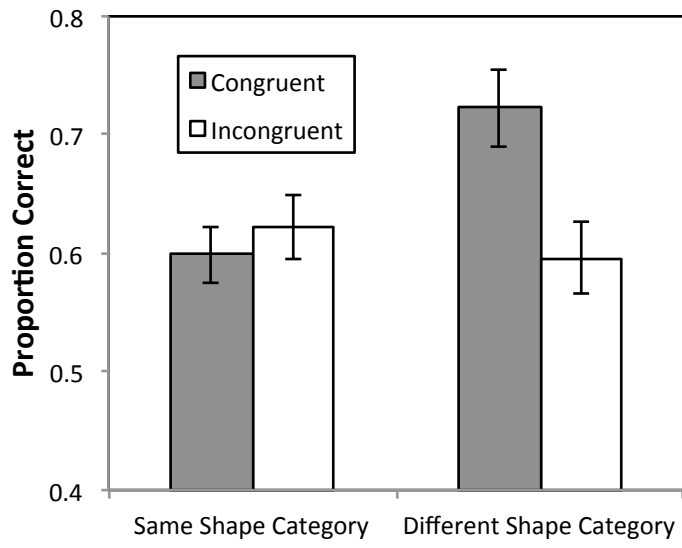 0.8
0.7
0.6
0.5
0.4
Proportion Correct
Congruent
Incongruent
Same Shape Category
Different Shape Category